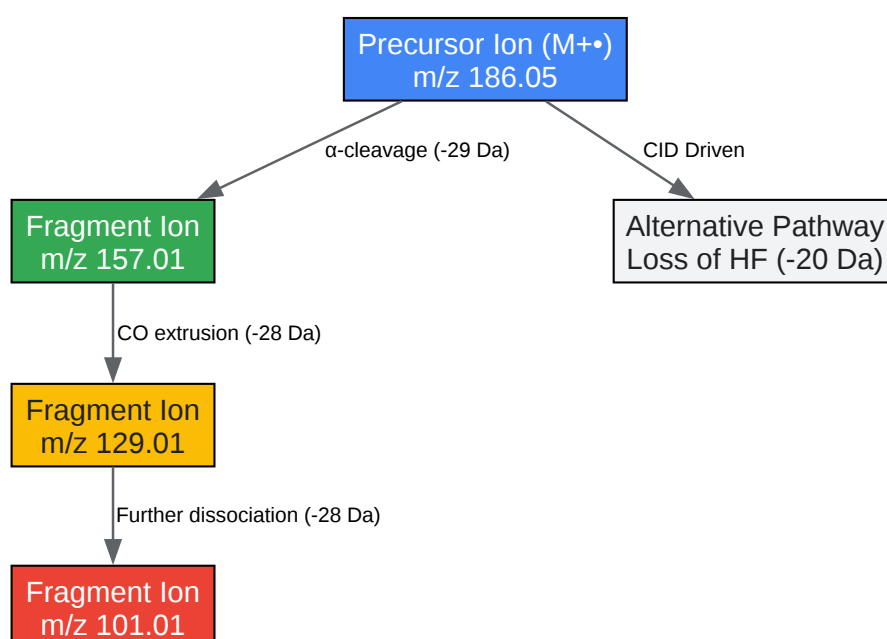 Precursor Ion (M+•)
m/z 186.05
α-cleavage (-29 Da)
CID Driven
Fragment Ion
m/z 157.01
Alternative Pathway
Loss of HF (-20 Da)
CO extrusion (-28 Da)
Fragment Ion
m/z 129.01
Further dissociation (-28 Da)
Fragment Ion
m/z 101.01